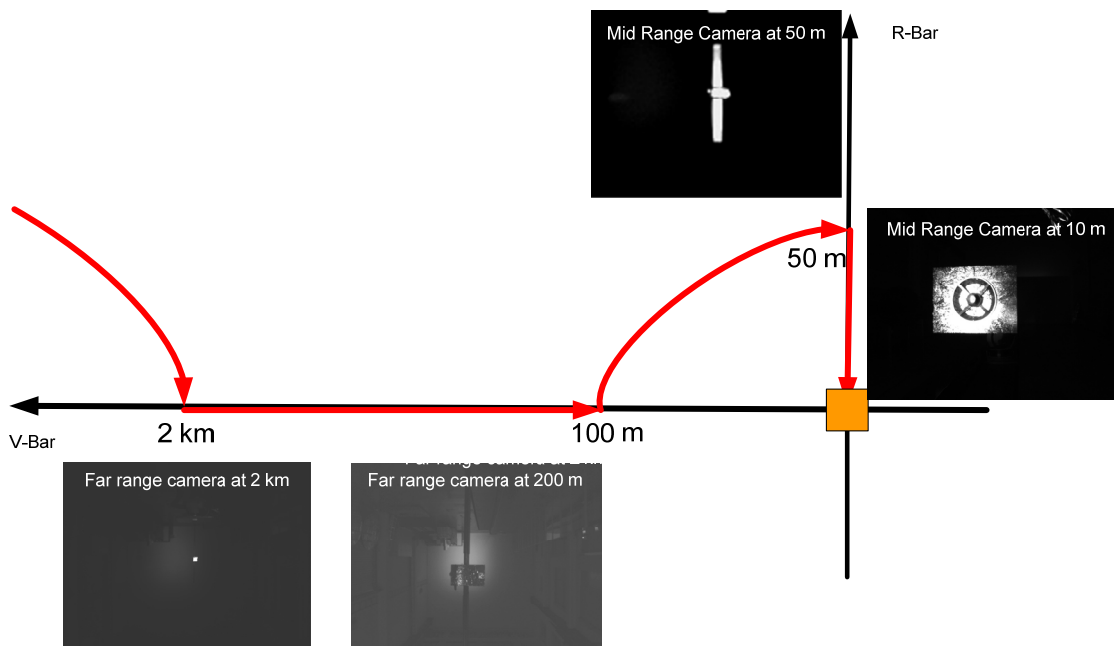 Mid Range Camera at 50 m
R-Bar
Mid Range Camera at 10 m
50 m
2 km
100 m
V-Bar
Far range camera at 2 km
Far range camera at 200 m